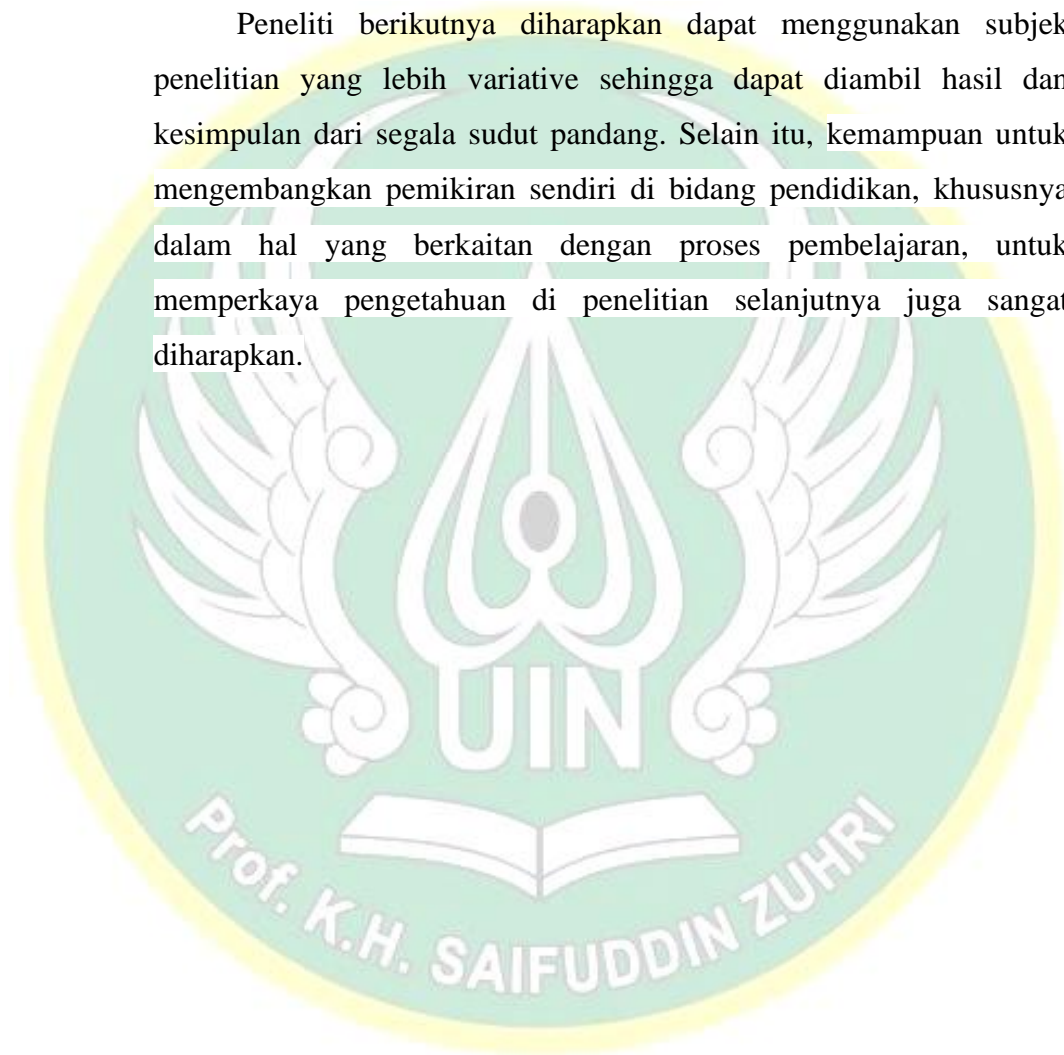 Peneliti berikutnya diharapkan dapat menggunakan subjek
penelitian yang lebih variative sehingga dapat diambil hasil dan
kesimpulan dari segala sudut pandang. Selain itu, kemampuan untuk
mengembangkan pemikiran sendiri di bidang pendidikan, khususnya
dalam hal yang berkaitan dengan proses pembelajaran, untuk
memperkaya pengetahuan di penelitian selanjutnya juga sangat
diharapkan.
UIN
Prof. K.H. SAIFUDDIN ZUHRI